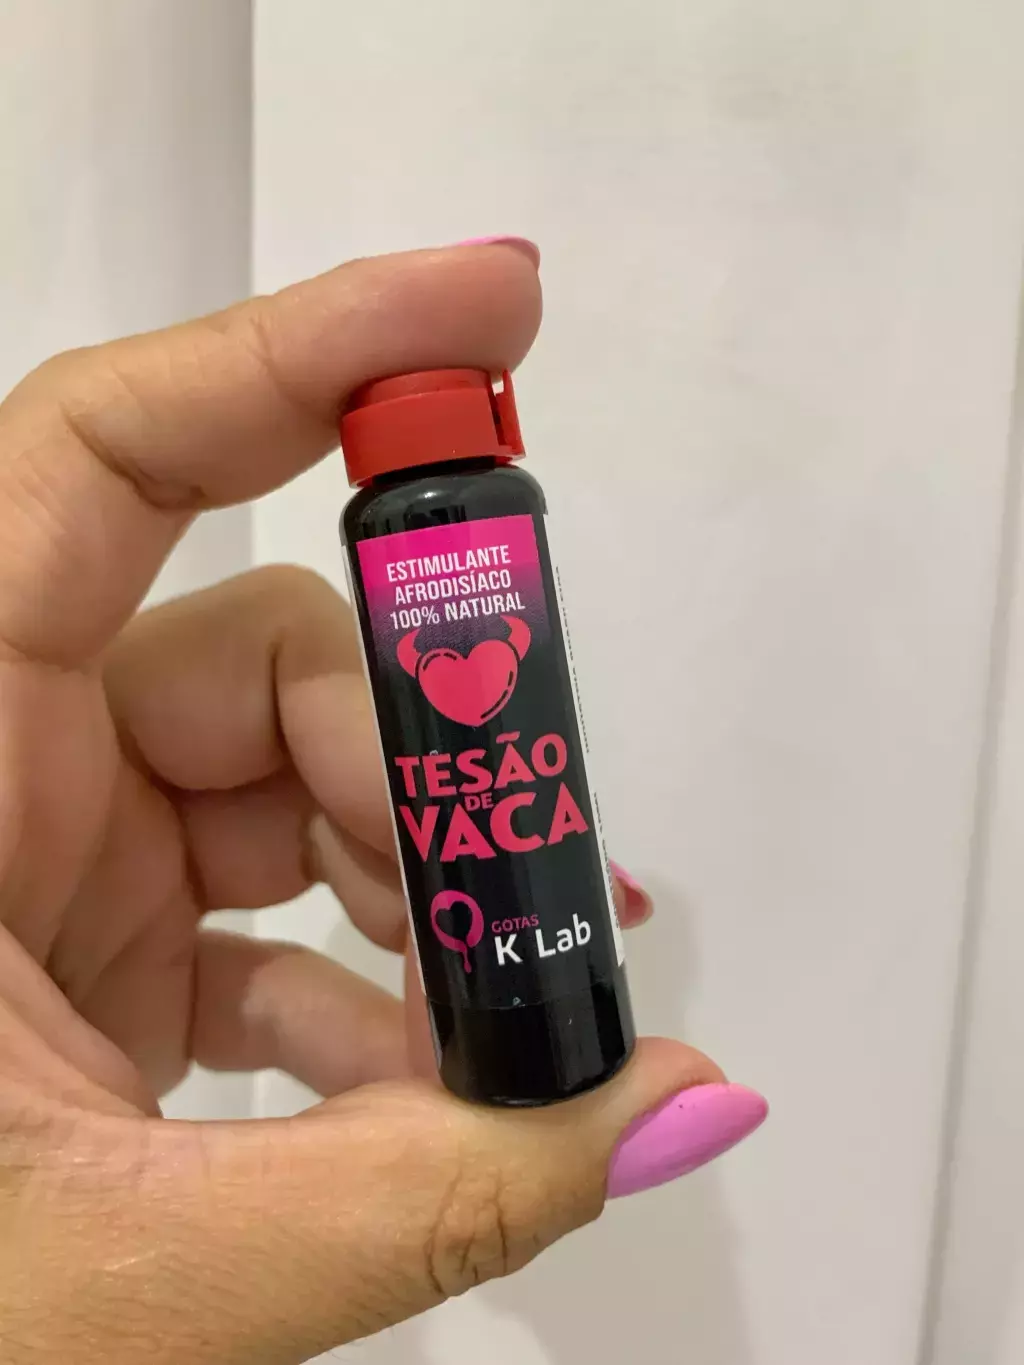 ESTIMULANTE
AFRODISÍACO
100% NATURAL
TESÃO
DE
VACA
GOTAS
K Lab